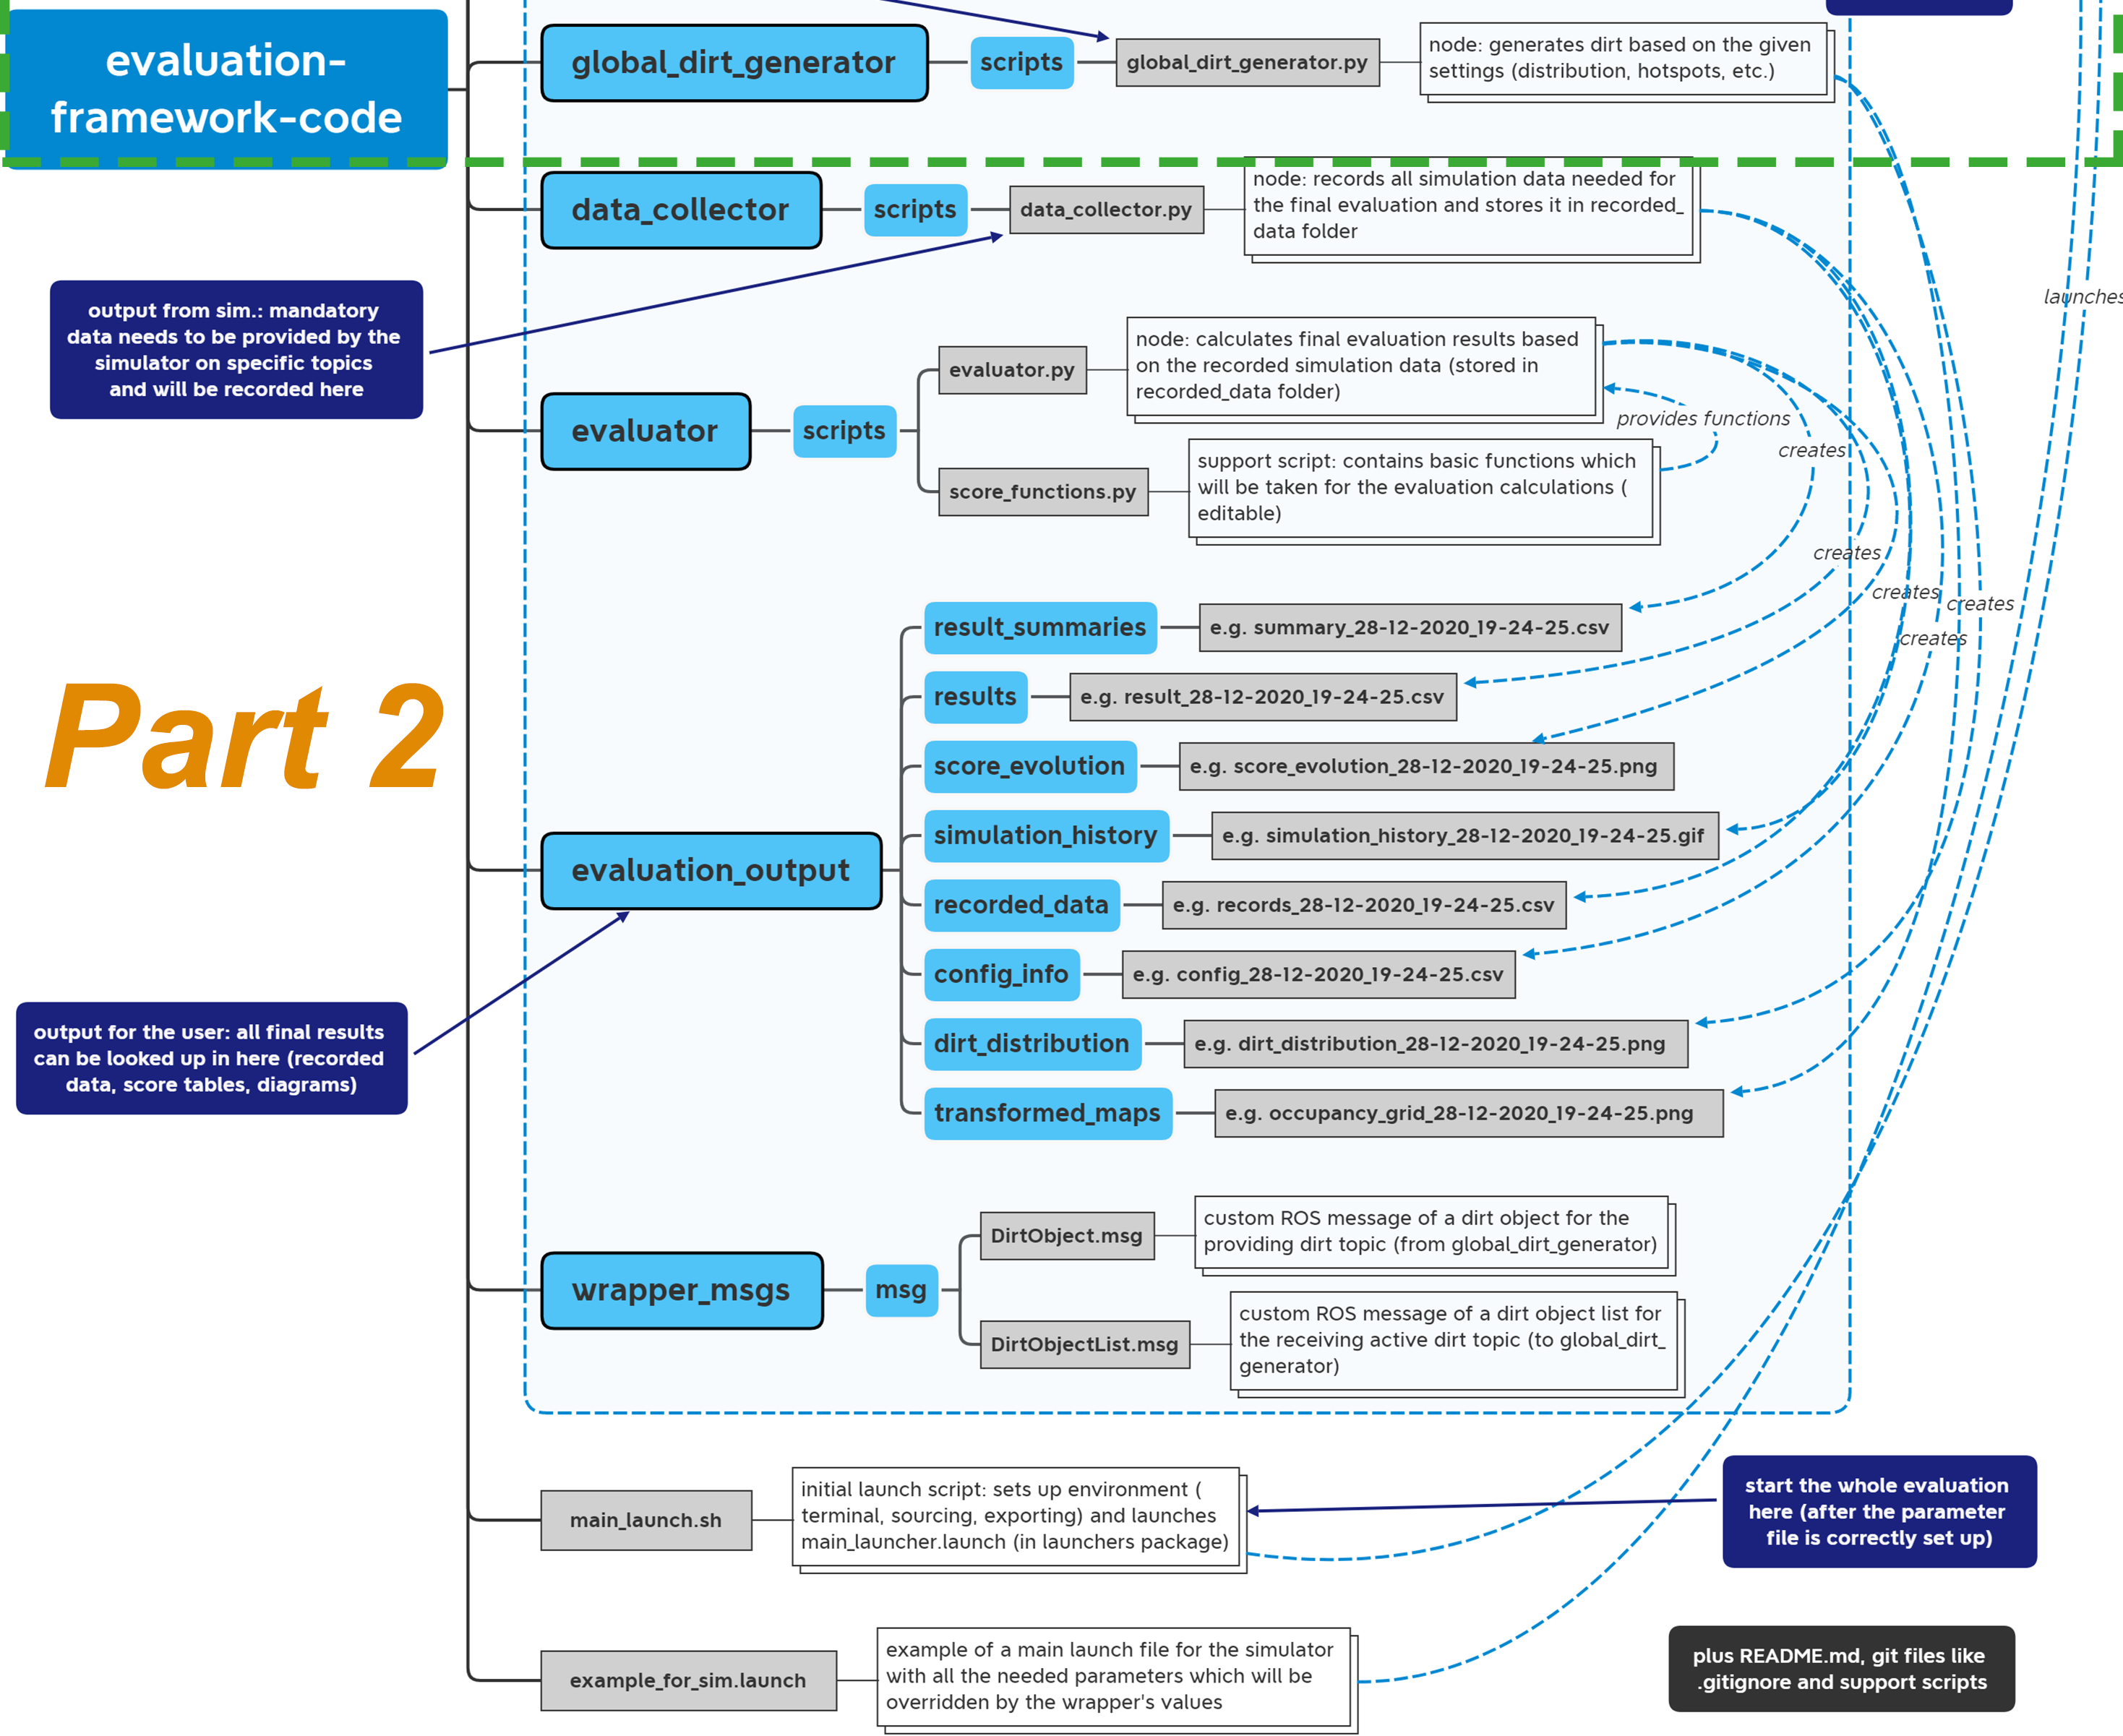 evaluation-
framework-code
global_dirt_generator
scripts
global_dirt_generator.py
node: generates dirt based on the given
settings (distribution, hotspots, etc.)
data_collector
scripts
data_collector.py
node: records all simulation data needed for
the final evaluation and stores it in recorded_
data folder
launches
output from sim.: mandatory
data needs to be provided by the
simulator on specific topics
and will be recorded here
evaluator
scripts
evaluator.py
node: calculates final evaluation results based
on the recorded simulation data (stored in
recorded_data folder)
provides functions
creates
score_functions.py
support script: contains basic functions which
will be taken for the evaluation calculations (
editable)
creates
creates
creates
creates
Part 2
evaluation_output
result_summaries
e.g. summary_28-12-2020_19-24-25.csv
results
e.g. result_28-12-2020_19-24-25.csv
score_evolution
e.g. score_evolution_28-12-2020_19-24-25.png
simulation_history
e.g. simulation_history_28-12-2020_19-24-25.gif
recorded_data
e.g. records_28-12-2020_19-24-25.csv
config_info
e.g. config_28-12-2020_19-24-25.csv
dirt_distribution
e.g. dirt_distribution_28-12-2020_19-24-25.png
transformed_maps
e.g. occupancy_grid_28-12-2020_19-24-25.png
output for the user: all final results
can be looked up in here (recorded
data, score tables, diagrams)
wrapper_msgs
msg
DirtObject.msg
custom ROS message of a dirt object for the
providing dirt topic (from global_dirt_generator)
DirtObjectList.msg
custom ROS message of a dirt object list for
the receiving active dirt topic (to global_dirt_
generator)
main_launch.sh
initial launch script: sets up environment (
terminal, sourcing, exporting) and launches
main_launcher.launch (in launchers package)
start the whole evaluation
here (after the parameter
file is correctly set up)
example_for_sim.launch
example of a main launch file for the simulator
with all the needed parameters which will be
overridden by the wrapper's values
plus README.md, git files like
.gitignore and support scripts